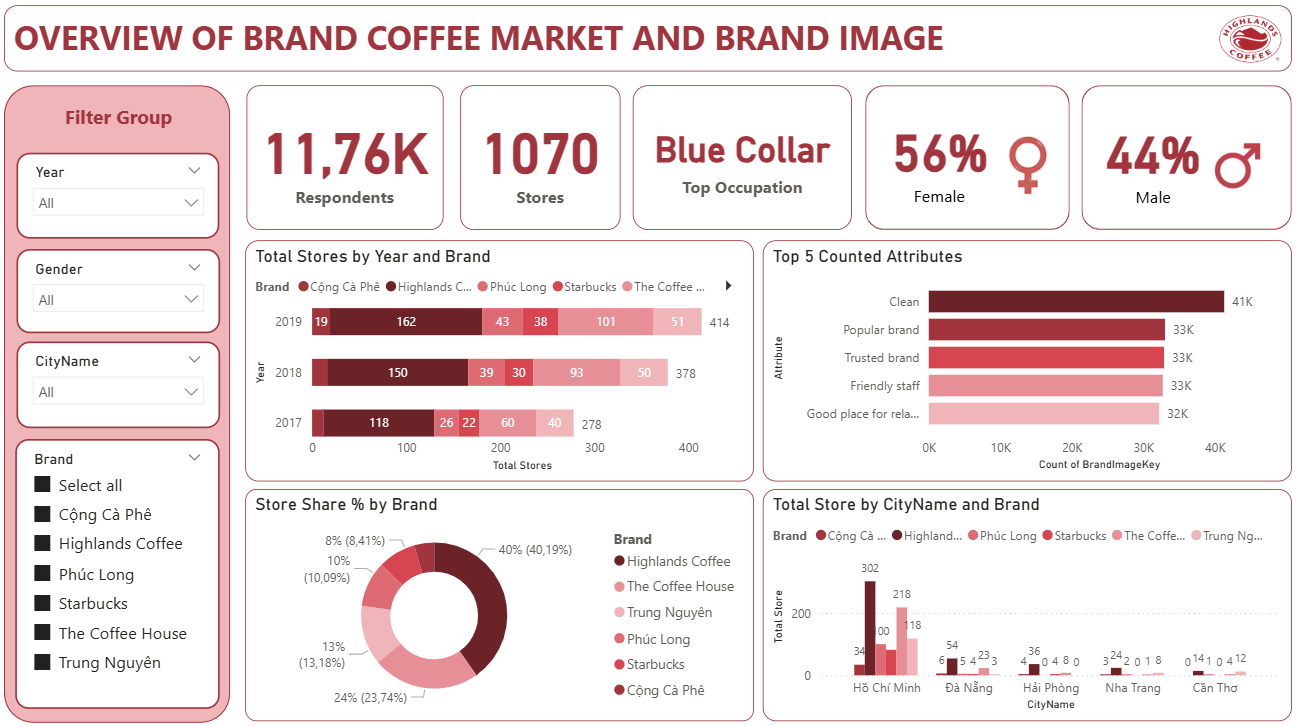 OVERVIEW OF BRAND COFFEE MARKET AND BRAND IMAGE
HIGHLANDS COFFEE
Filter Group
Year
All
Gender
All
CityName
All
Brand
Select all
Cộng Cà Phê
Highlands Coffee
Phúc Long
Starbucks
The Coffee House
Trung Nguyên
11,76K
Respondents
1070
Stores
Blue Collar
Top Occupation
56%
Female
44%
Male
Total Stores by Year and Brand
Brand Cộng Cà Phê Highlands C... Phúc Long Starbucks The Coffee ...
Year
2019 19 162 43 38 101 51 414
2018 150 39 30 93 50 378
2017 118 26 22 60 40 278
0 100 200 300 400
Total Stores
Top 5 Counted Attributes
Attribute
Clean 41K
Popular brand 33K
Trusted brand 33K
Friendly staff 33K
Good place for rela... 32K
0K 10K 20K 30K 40K
Count of BrandImageKey
Store Share % by Brand
8% (8,41%)
10%
(10,09%)
13%
(13,18%)
24% (23,74%)
40% (40,19%)
Brand
Highlands Coffee
The Coffee House
Trung Nguyên
Phúc Long
Starbucks
Cộng Cà Phê
Total Store by CityName and Brand
Brand Cộng Cà ... Highland... Phúc Long Starbucks The Coffe... Trung Ng...
Total Store
200
0
34 302 100 218 118
6 54 5 4 23 3
4 36 0 4 8 0
3 24 2 0 1 8
0 14 1 0 4 12
Hồ Chí Minh Đà Nẵng Hải Phòng Nha Trang Cần Thơ
CityName